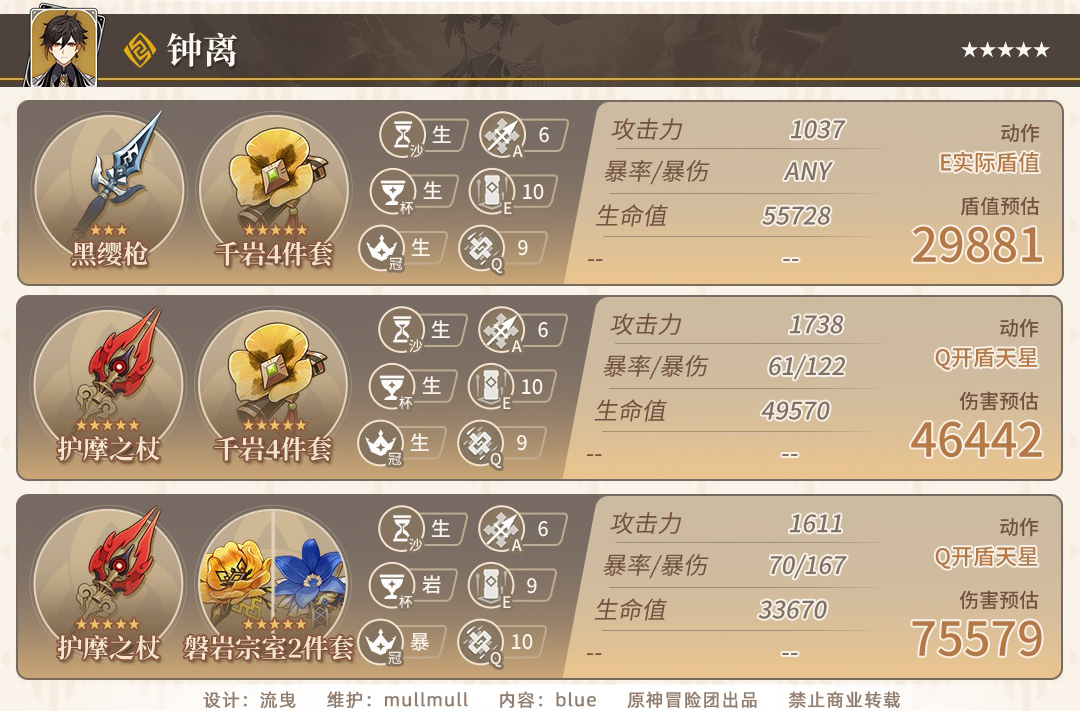 钟离
黑缨枪
千岩4件套
沙 生
A 6
杯 生
E 10
冠 生
Q 9
攻击力 1037
暴率/暴伤 ANY
生命值 55728
-- --
动作
E实际盾值
盾值预估
29881
护摩之杖
千岩4件套
沙 生
A 6
杯 生
E 10
冠 生
Q 9
攻击力 1738
暴率/暴伤 61/122
生命值 49570
-- --
动作
Q开盾天星
伤害预估
46442
护摩之杖
磐岩宗室2件套
沙 生
A 6
杯 岩
E 9
冠 暴
Q 10
攻击力 1611
暴率/暴伤 70/167
生命值 33670
-- --
动作
Q开盾天星
伤害预估
75579
设计：流曳 维护：mullmull 内容：blue 原神冒险团出品 禁止商业转载